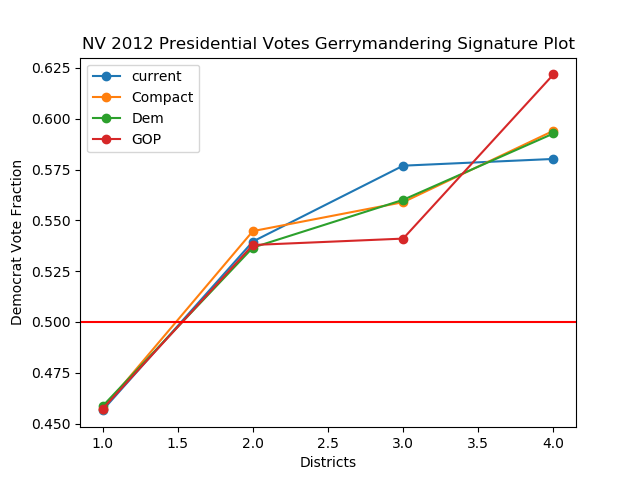 NV 2012 Presidential Votes Gerrymandering Signature Plot
current
Compact
Dem
GOP
Democrat Vote Fraction
0.625
0.600
0.575
0.550
0.525
0.500
0.475
0.450
1.0 1.5 2.0 2.5 3.0 3.5 4.0
Districts